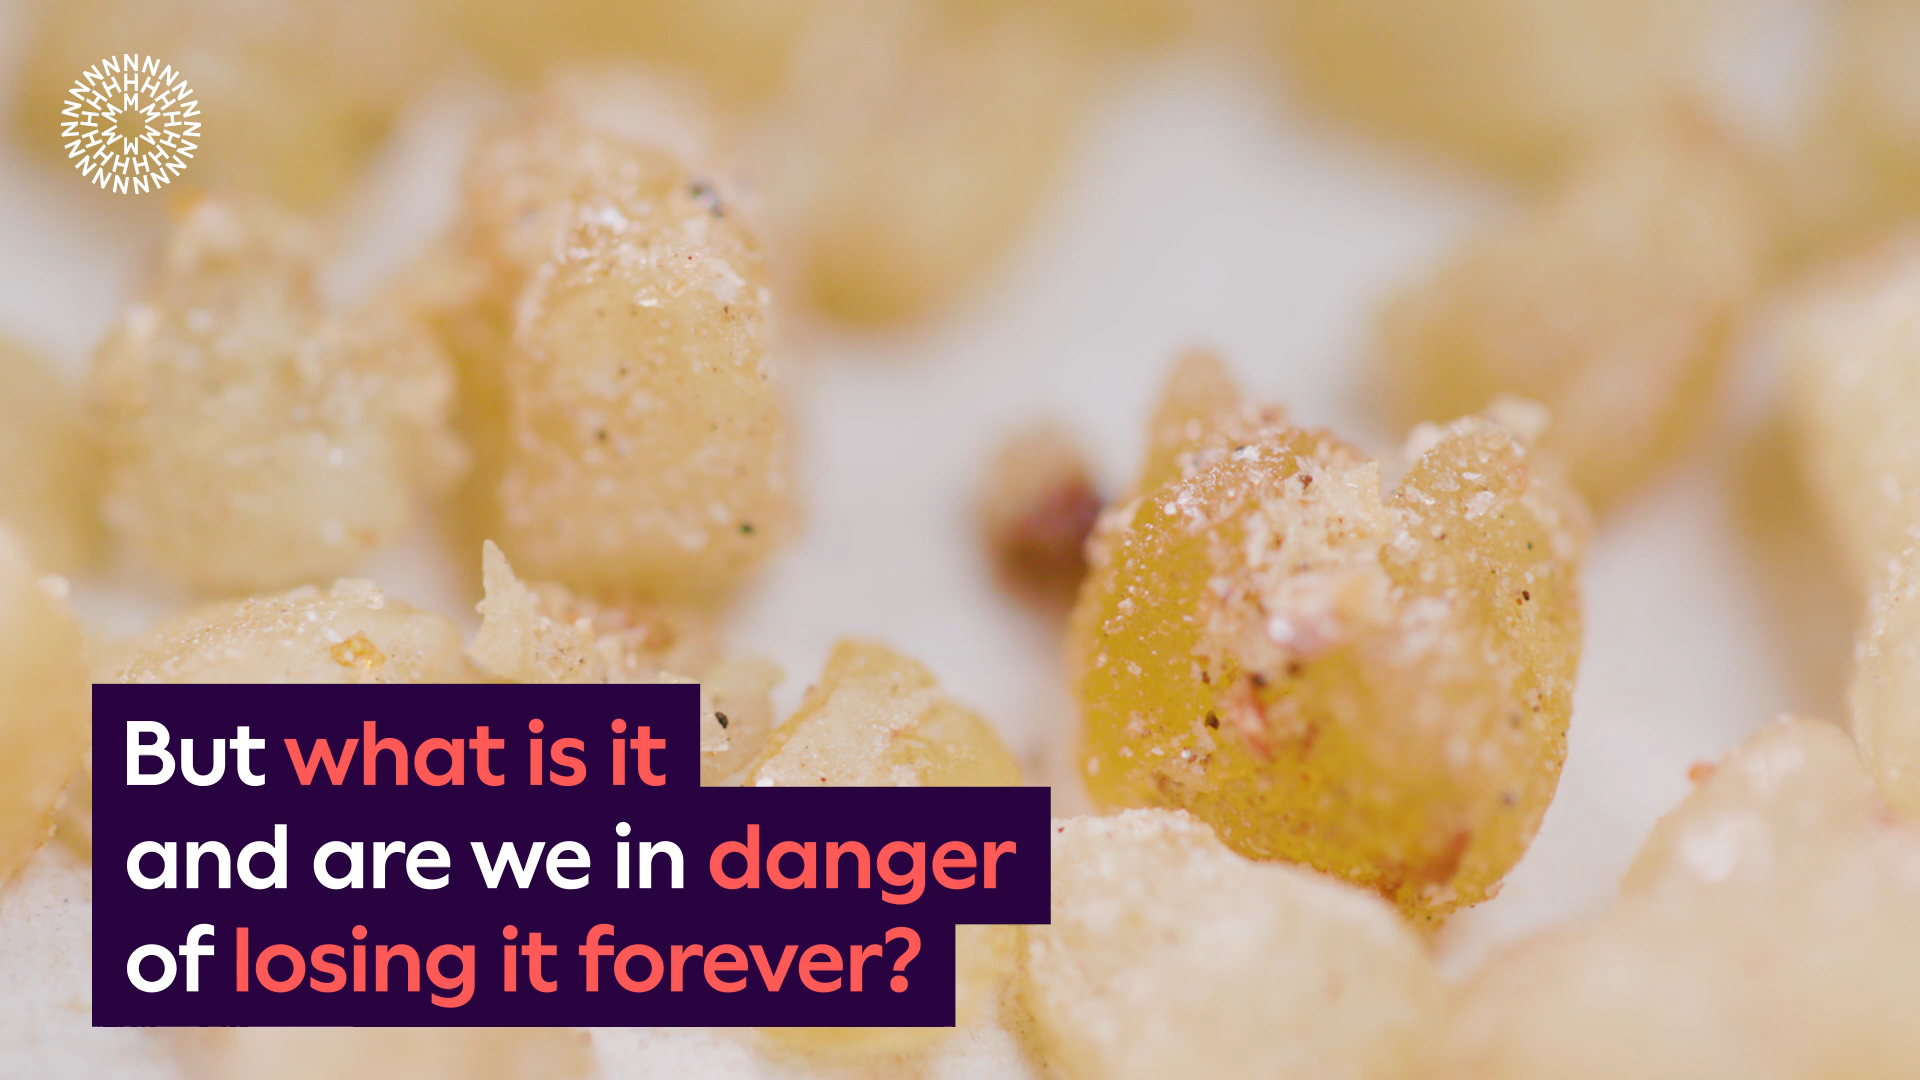 But what is it
and are we in danger
of losing it forever?